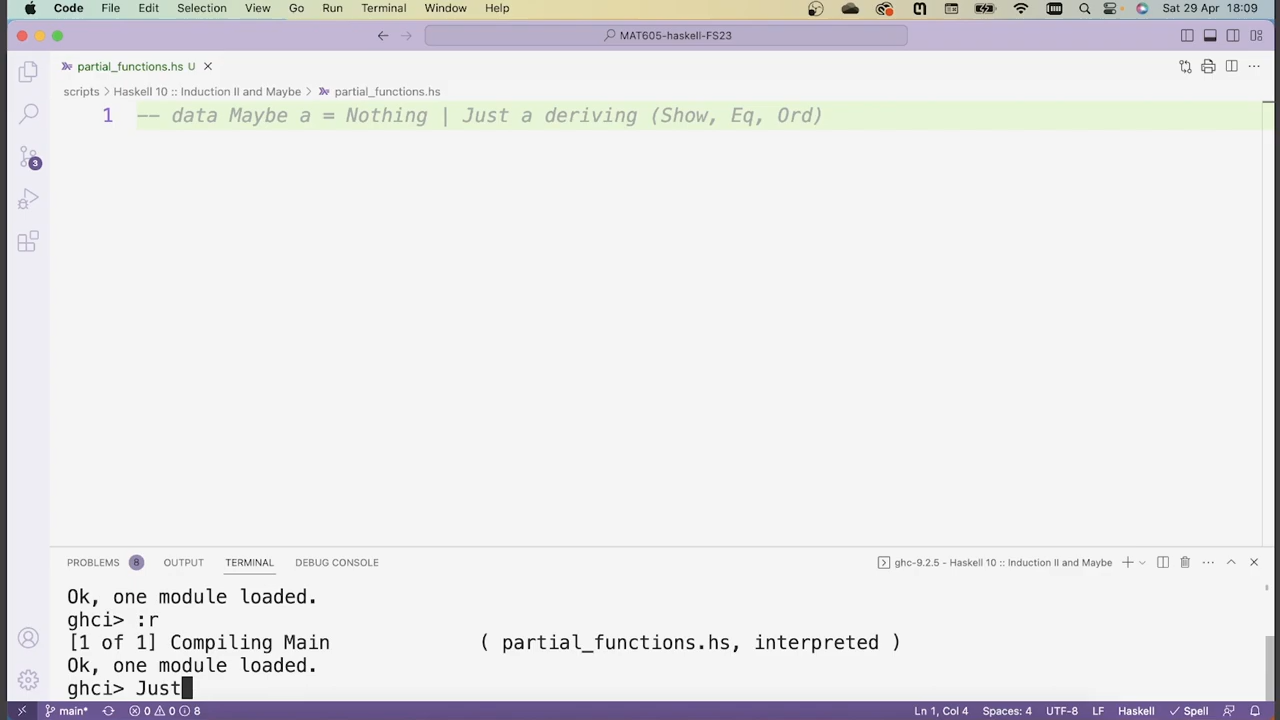 Code File Edit Selection View Go Run Terminal Window Help Sat 29 Apr 18:09
MAT605-haskell-FS23
partial_functions.hs U
scripts > Haskell 10 :: Induction II and Maybe > partial_functions.hs
1 -- data Maybe a = Nothing | Just a deriving (Show, Eq, Ord)
3
PROBLEMS 8 OUTPUT TERMINAL DEBUG CONSOLE ghc-9.2.5 - Haskell 10 :: Induction II and Maybe
Ok, one module loaded.
ghci> :r
[1 of 1] Compiling Main ( partial_functions.hs, interpreted )
Ok, one module loaded.
ghci> Just
main* 0 0 8 Ln 1, Col 4 Spaces: 4 UTF-8 LF Haskell Spell